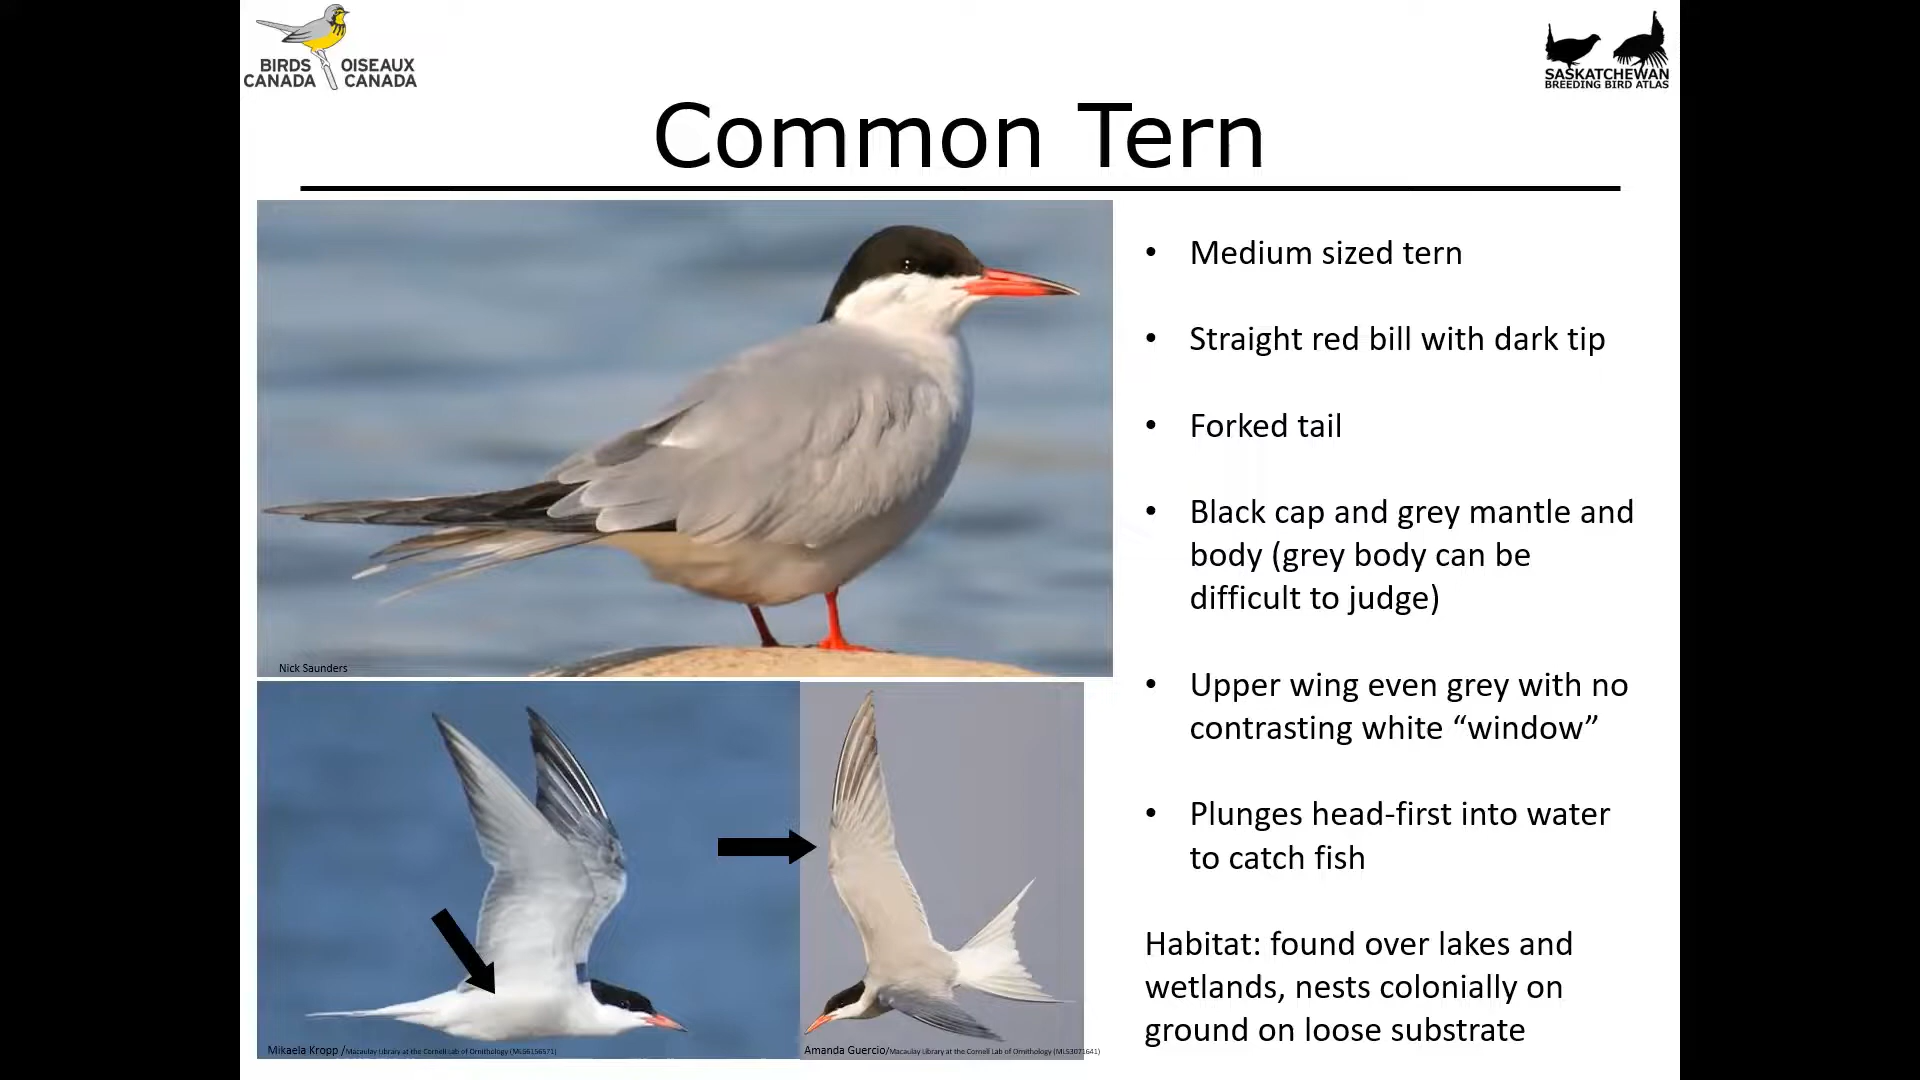 BIRDS CANADA
OISEAUX CANADA
SASKATCHEWAN
BREEDING BIRD ATLAS
Common Tern
• Medium sized tern
• Straight red bill with dark tip
• Forked tail
• Black cap and grey mantle and
body (grey body can be
difficult to judge)
• Upper wing even grey with no
contrasting white “window”
• Plunges head-first into water
to catch fish
Habitat: found over lakes and
wetlands, nests colonially on
ground on loose substrate
Nick Saunders
Mikaela Kropp /Macaulay Library at the Cornell Lab of Ornithology (ML56156571)
Amanda Guercio/Macaulay Library at the Cornell Lab of Ornithology